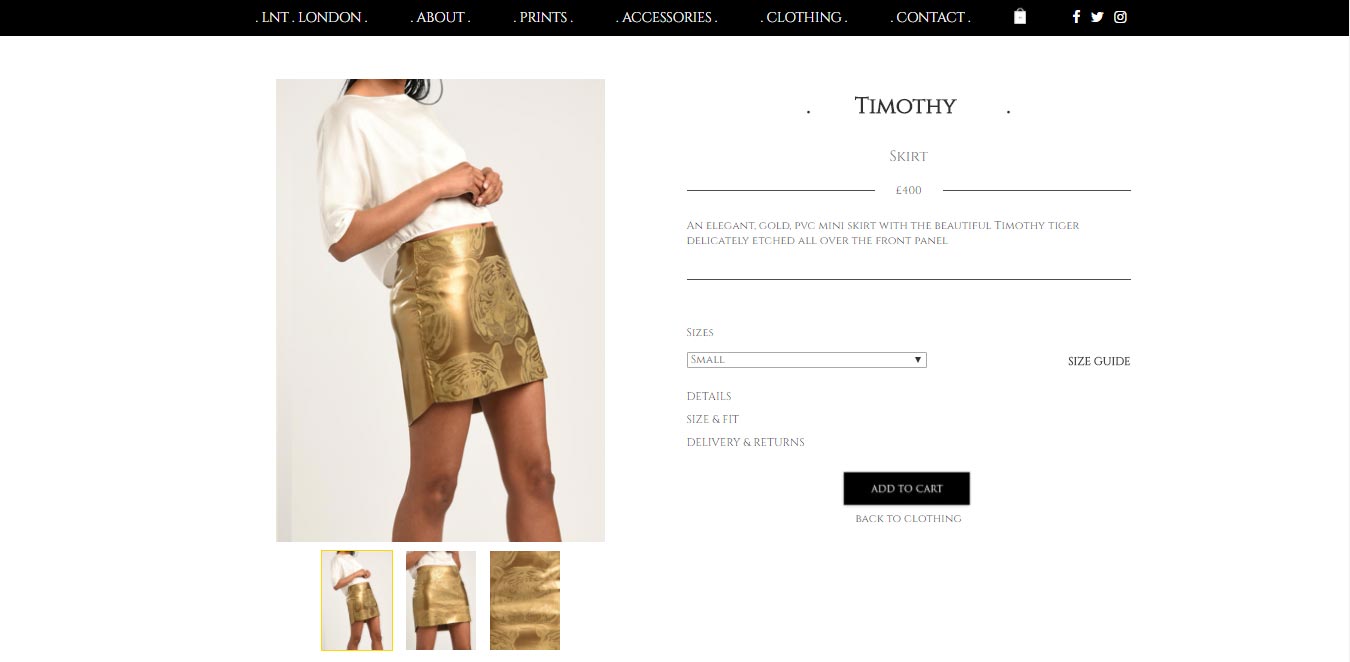 . LNT . LONDON . . ABOUT . . PRINTS . . ACCESSORIES . . CLOTHING . . CONTACT .
. Timothy .
Skirt
£400
An elegant, gold, pvc mini skirt with the beautiful Timothy tiger
delicately etched all over the front panel
Sizes
Small
SIZE GUIDE
DETAILS
SIZE & FIT
DELIVERY & RETURNS
ADD TO CART
BACK TO CLOTHING